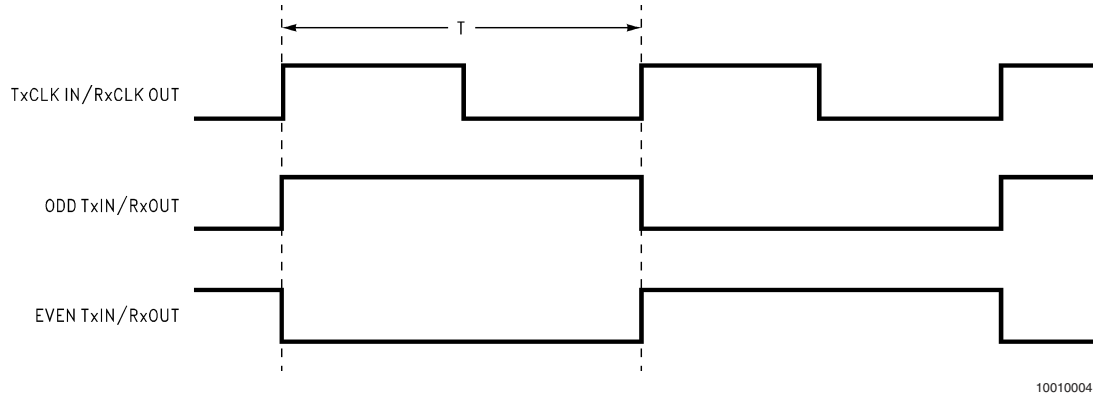 T
TxCLK IN/RxCLK OUT
ODD TxIN/RxOUT
EVEN TxIN/RxOUT
10010004